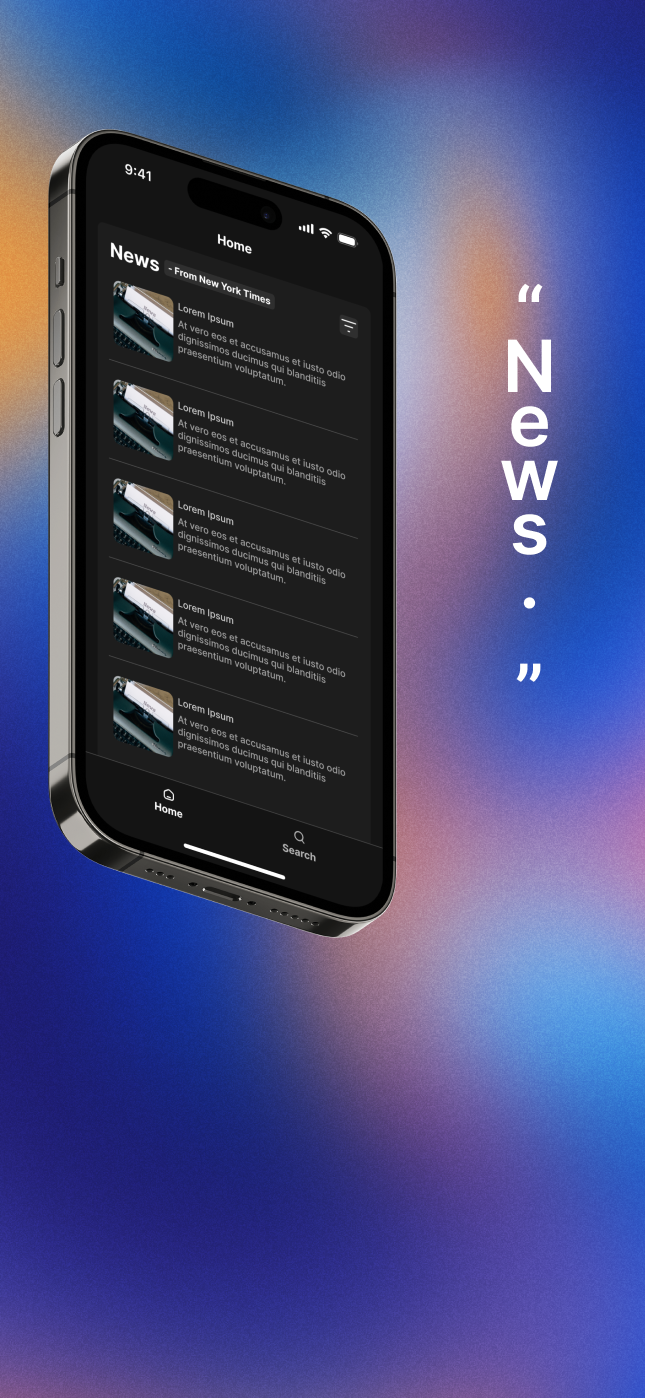 9:41
Home
News - From New York Times
Lorem Ipsum
At vero eos et accusamus et iusto odio
dignissimos ducimus qui blanditiis
praesentium voluptatum.
Lorem Ipsum
At vero eos et accusamus et iusto odio
dignissimos ducimus qui blanditiis
praesentium voluptatum.
Lorem Ipsum
At vero eos et accusamus et iusto odio
dignissimos ducimus qui blanditiis
praesentium voluptatum.
Lorem Ipsum
At vero eos et accusamus et iusto odio
dignissimos ducimus qui blanditiis
praesentium voluptatum.
Lorem Ipsum
At vero eos et accusamus et iusto odio
dignissimos ducimus qui blanditiis
praesentium voluptatum.
Home
Search
“News.”